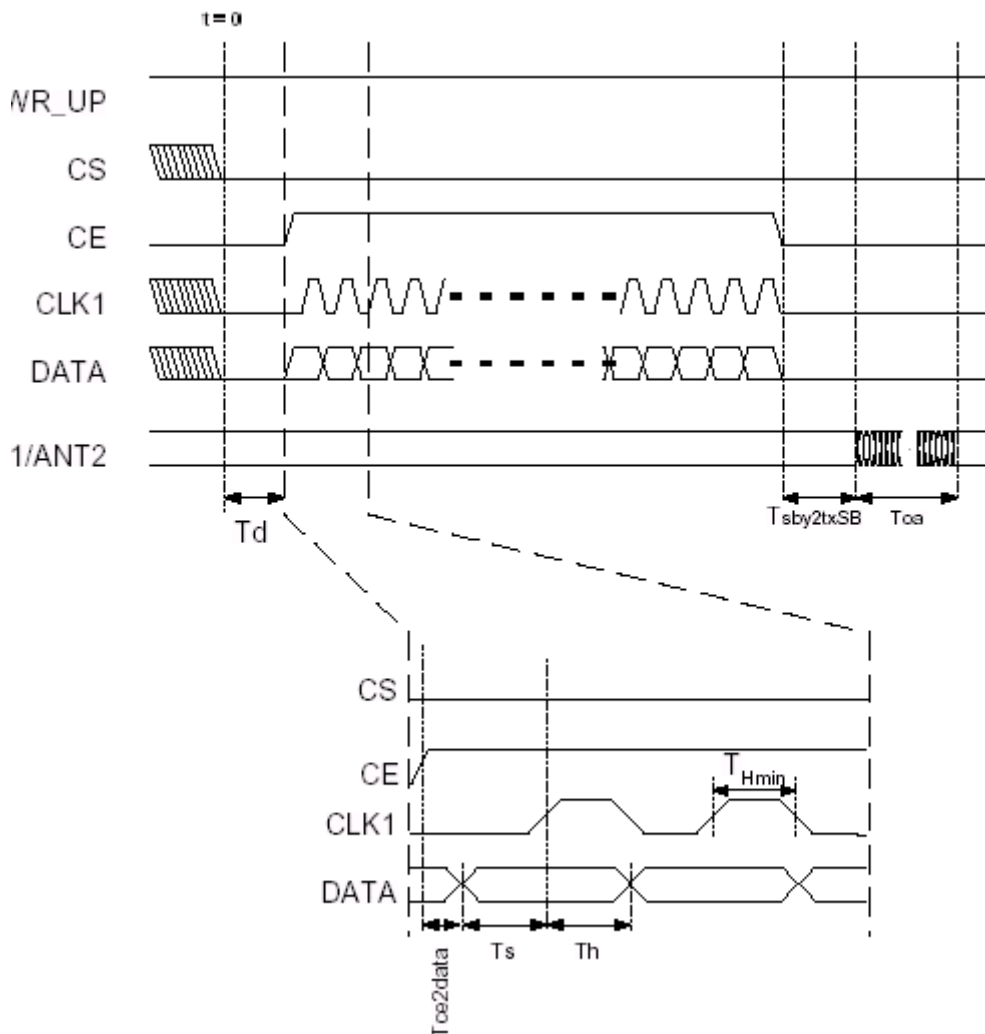 t=0
WR_UP
CS
CE
CLK1
DATA
1/ANT2
Td
Tsby2txSB
Toa
CS
CE
THmin
CLK1
DATA
Tce2data
Ts
Th